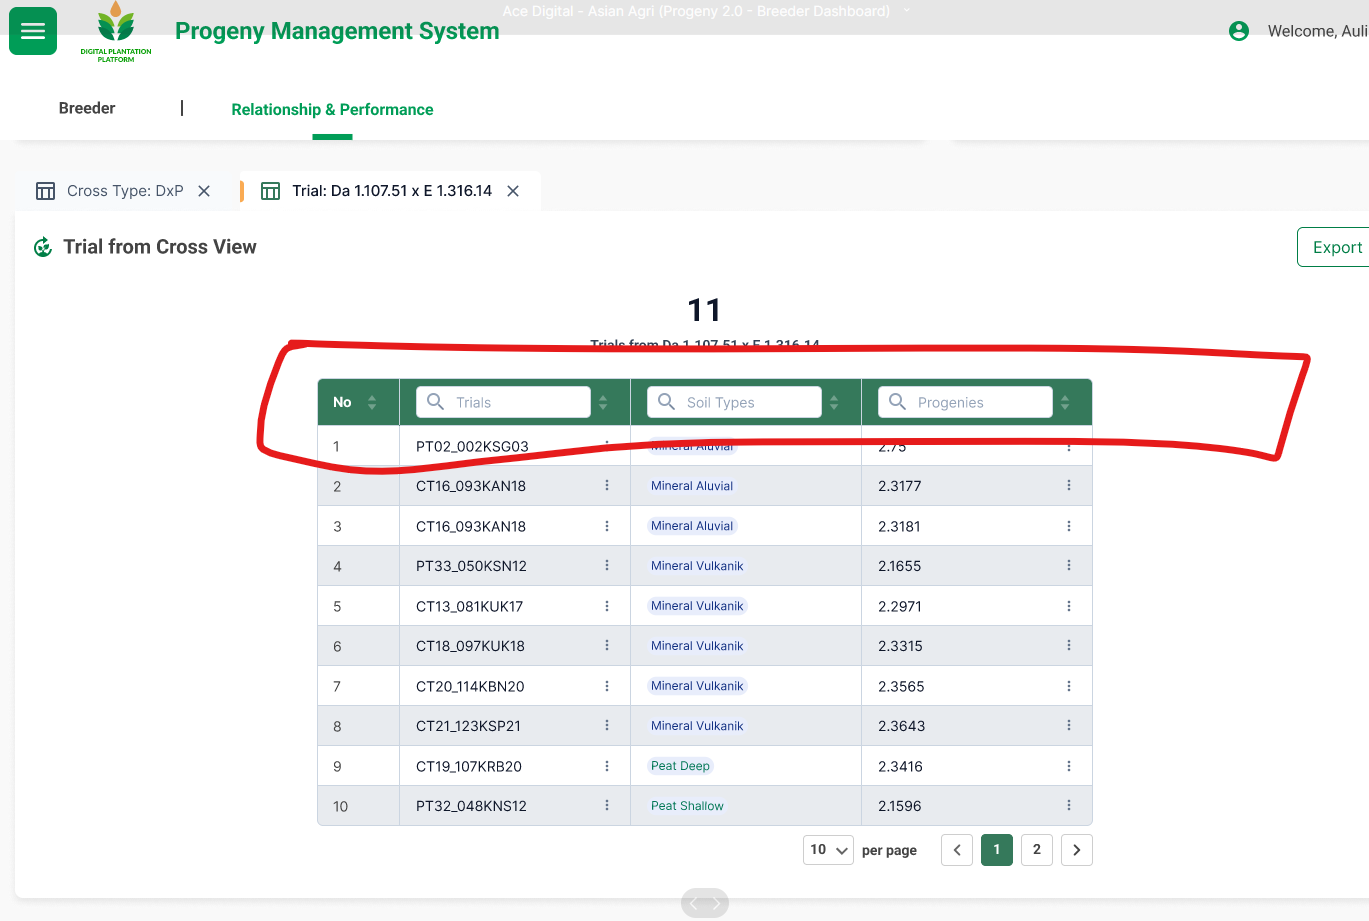 Ace Digital - Asian Agri (Progeny 2.0 - Breeder Dashboard)
DIGITAL PLANTATION
PLATFORM
Progeny Management System
Welcome, Auli
Breeder | Relationship & Performance
Cross Type: DxP
Trial: Da 1.107.51 x E 1.316.14
Trial from Cross View
Export
11
Trials from Da 1.107.51 x E 1.316.14
No Trials Soil Types Progenies
1 PT02_002KSG03 Mineral Aluvial 2.75
2 CT16_093KAN18 Mineral Aluvial 2.3177
3 CT16_093KAN18 Mineral Aluvial 2.3181
4 PT33_050KSN12 Mineral Vulkanik 2.1655
5 CT13_081KUK17 Mineral Vulkanik 2.2971
6 CT18_097KUK18 Mineral Vulkanik 2.3315
7 CT20_114KBN20 Mineral Vulkanik 2.3565
8 CT21_123KSP21 Mineral Vulkanik 2.3643
9 CT19_107KRB20 Peat Deep 2.3416
10 PT32_048KNS12 Peat Shallow 2.1596
10 per page 1 2